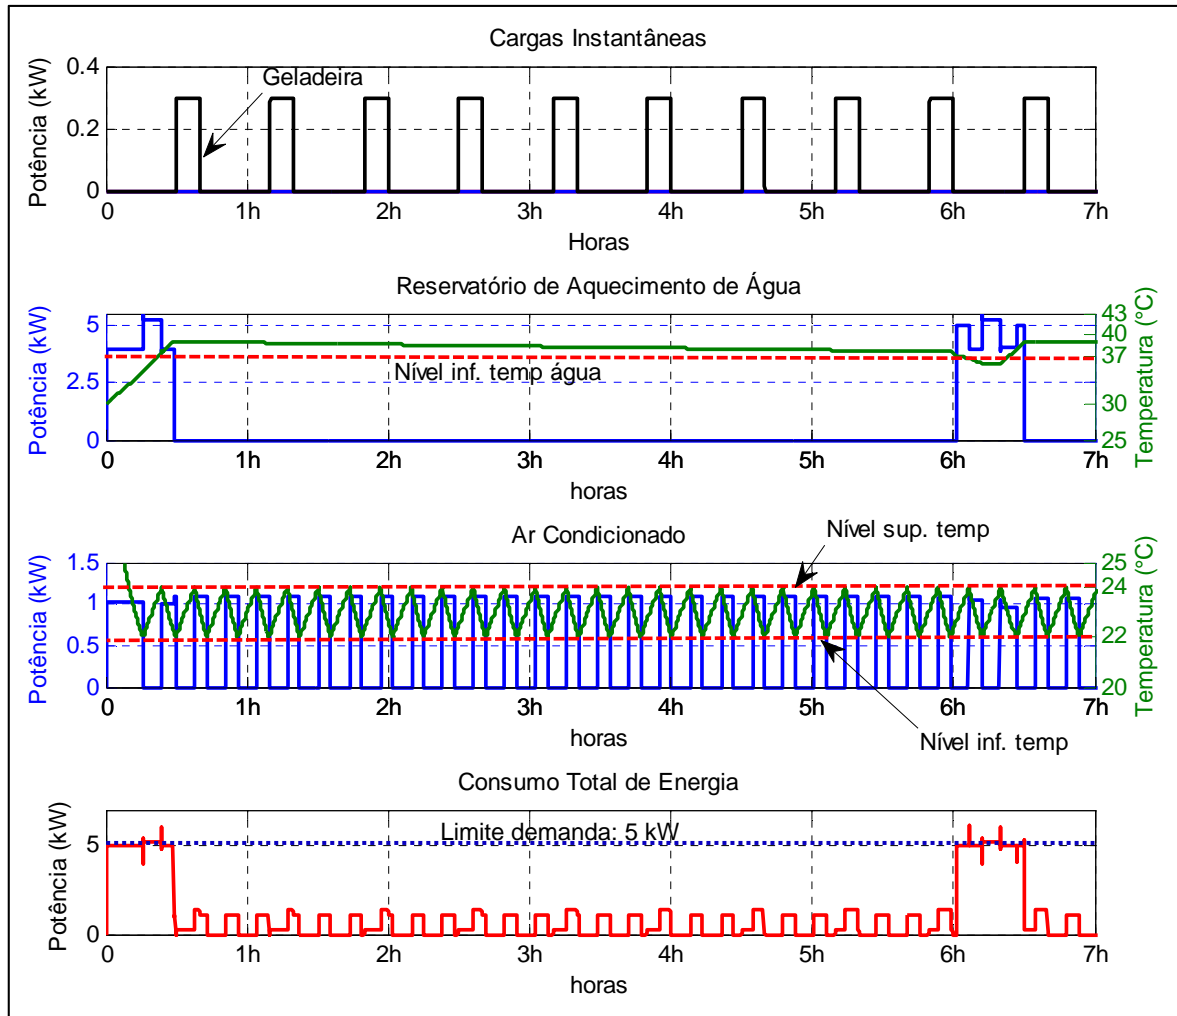 Cargas Instantâneas
Potência (kW)
0.4
0.2
0
Geladeira
0 1h 2h 3h 4h 5h 6h 7h
Horas
Reservatório de Aquecimento de Água
Potência (kW)
5
2.5
0
Nível inf. temp água
Temperatura (°C)
43
40
37
30
25
0 1h 2h 3h 4h 5h 6h 7h
horas
Ar Condicionado
Nível sup. temp
Potência (kW)
1.5
1
0.5
0
Temperatura (°C)
25
24
22
20
0 1h 2h 3h 4h 5h 6h 7h
horas
Nível inf. temp
Consumo Total de Energia
Potência (kW)
5
0
Limite demanda: 5 kW
0 1h 2h 3h 4h 5h 6h 7h
horas